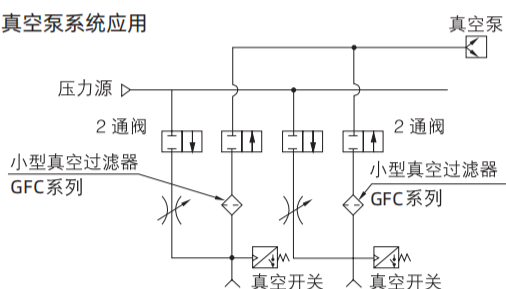 真空泵系统应用
真空泵
压力源
2 通阀
2 通阀
小型真空过滤器
GFC系列
小型真空过滤器
GFC系列
真空开关
真空开关